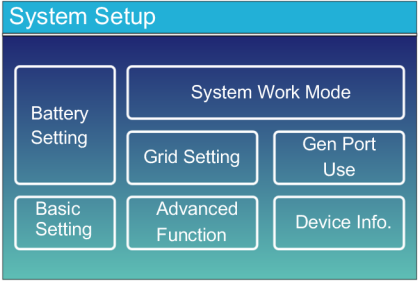 System Setup
Battery
Setting
System Work Mode
Grid Setting
Gen Port
Use
Basic
Setting
Advanced
Function
Device Info.